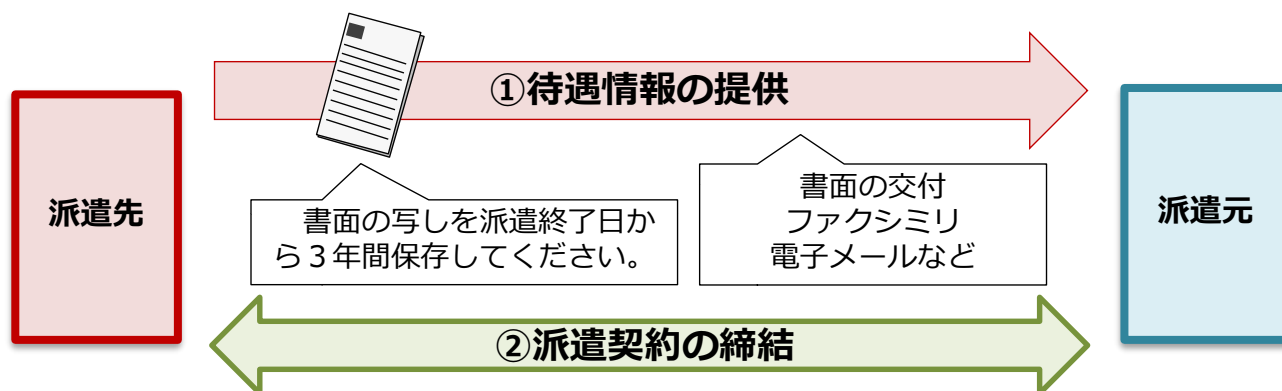 ①待遇情報の提供
派遣先
書面の写しを派遣終了日か
ら３年間保存してください。
書面の交付
ファクシミリ
電子メールなど
派遣元
②派遣契約の締結